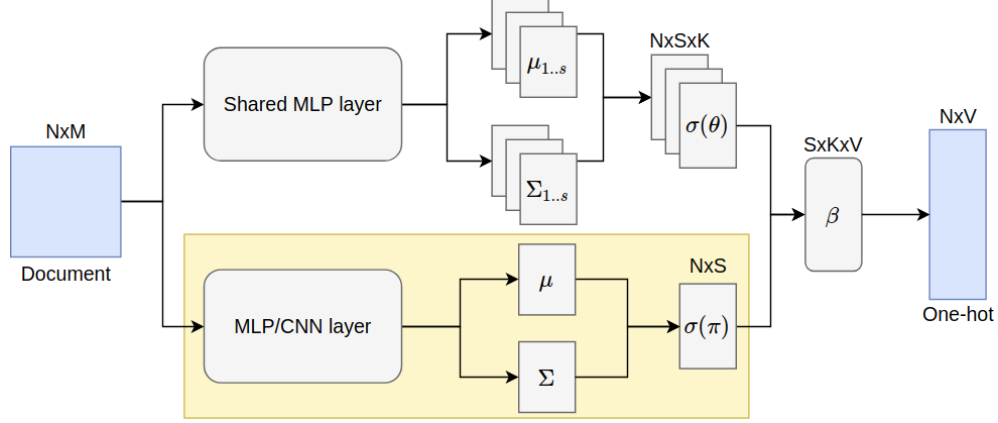 NxM
Document
Shared MLP layer
μ1..s
Σ1..s
NxSxK
σ(θ)
MLP/CNN layer
μ
Σ
NxS
σ(π)
SxKxV
β
NxV
One-hot